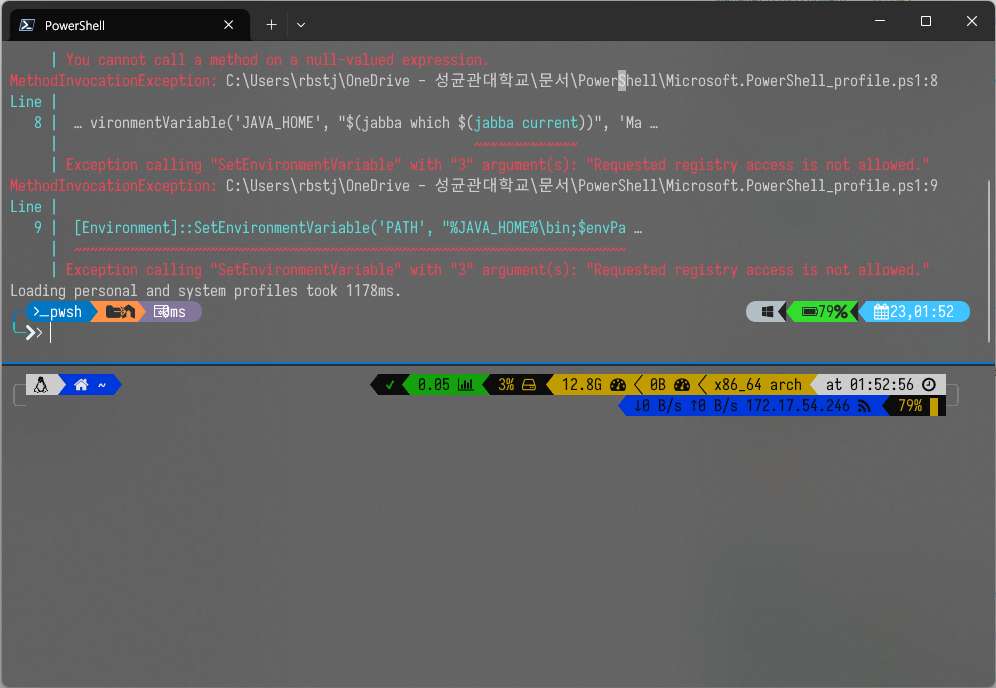 PowerShell
| You cannot call a method on a null-valued expression.
MethodInvocationException: C:\Users\rbstj\OneDrive - 성균관대학교\문서\PowerShell\Microsoft.PowerShell_profile.ps1:8
Line |
8 | … vironmentVariable('JAVA_HOME', "$(jabba which $(jabba current))", 'Ma …
| ~~~~~~~~~~~~~
| Exception calling "SetEnvironmentVariable" with "3" argument(s): "Requested registry access is not allowed."
MethodInvocationException: C:\Users\rbstj\OneDrive - 성균관대학교\문서\PowerShell\Microsoft.PowerShell_profile.ps1:9
Line |
9 | [Environment]::SetEnvironmentVariable('PATH', "%JAVA_HOME%\bin;$envPa …
| ~~~~~~~~~~~~~~~~~~~~~~~~~~~~~~~~~~~~~~~~~~~~~~~~~~~~~~~~~~~~~~~~~~~~~
| Exception calling "SetEnvironmentVariable" with "3" argument(s): "Requested registry access is not allowed."
Loading personal and system profiles took 1178ms.
>_pwsh 0ms 79% 23,01:52
~ ✓ 0.05 3% 12.8G 0B x86_64 arch at 01:52:56
↓0 B/s ↑0 B/s 172.17.54.246 79%